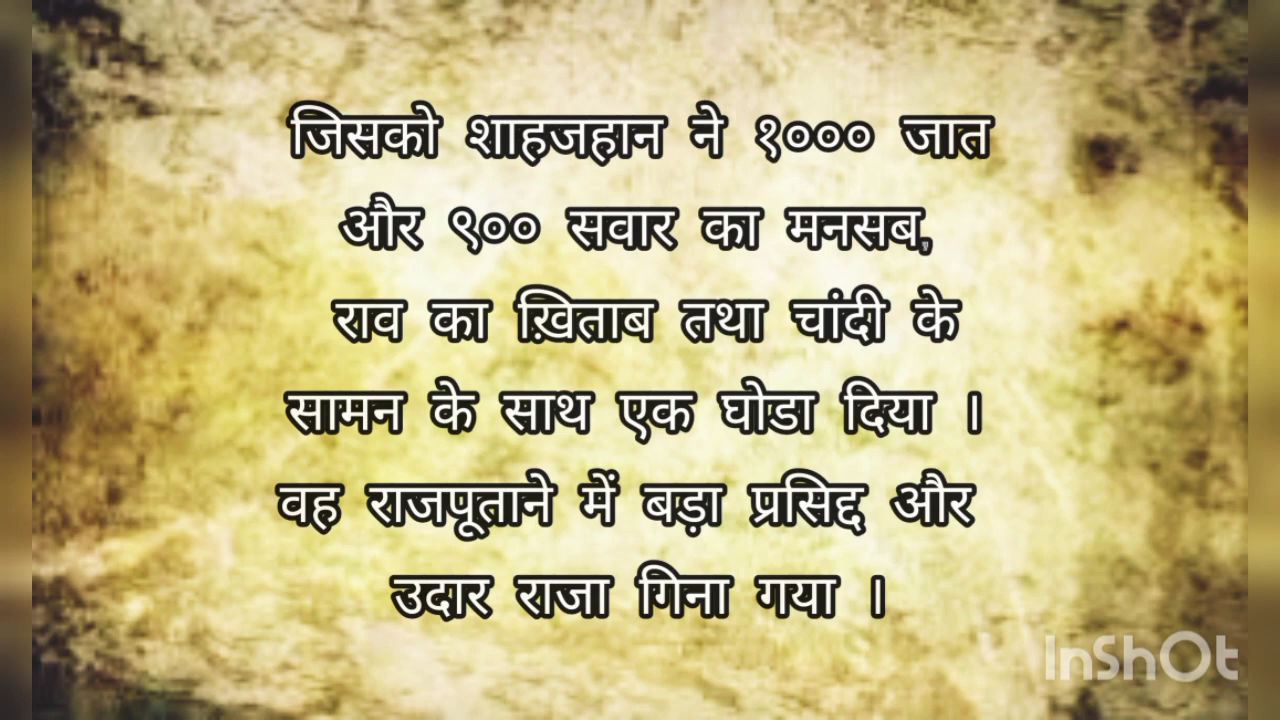 जिसको शाहजहान ने १००० जात
और ९०० सवार का मनसब,
राव का ख़िताब तथा चांदी के
सामन के साथ एक घोडा दिया ।
वह राजपूताने में बड़ा प्रसिद्द और
उदार राजा गिना गया ।
InShOt